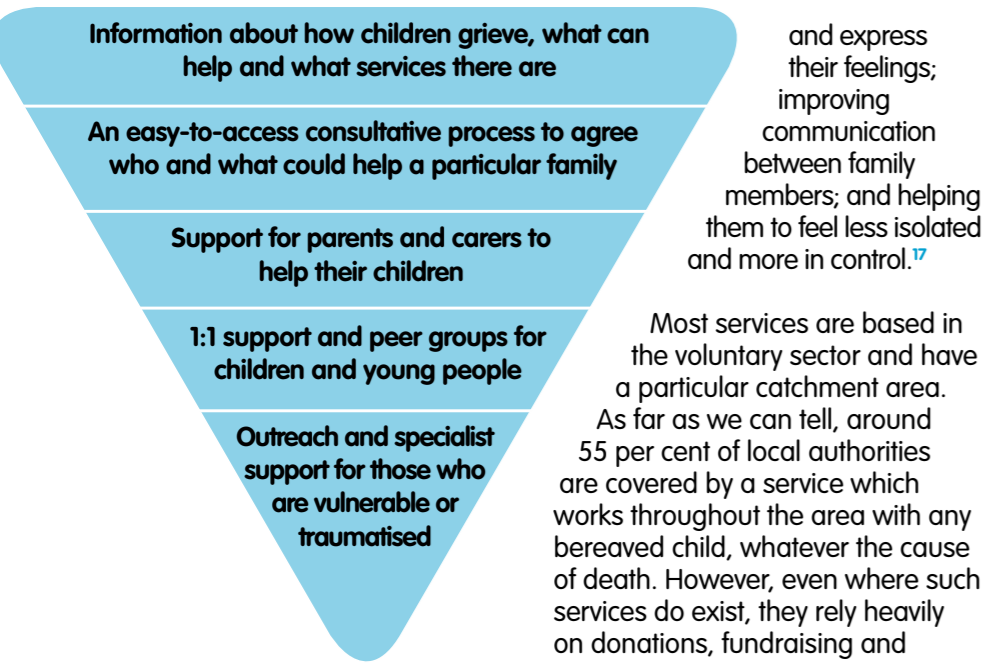 Information about how children grieve, what can
help and what services there are
An easy-to-access consultative process to agree
who and what could help a particular family
Support for parents and carers to
help their children
1:1 support and peer groups for
children and young people
Outreach and specialist
support for those who
are vulnerable or
traumatised
and express
their feelings;
improving
communication
between family
members; and helping
them to feel less isolated
and more in control.17
Most services are based in
the voluntary sector and have
a particular catchment area.
As far as we can tell, around
55 per cent of local authorities
are covered by a service which
works throughout the area with any
bereaved child, whatever the cause
of death. However, even where such
services do exist, they rely heavily
on donations, fundraising and